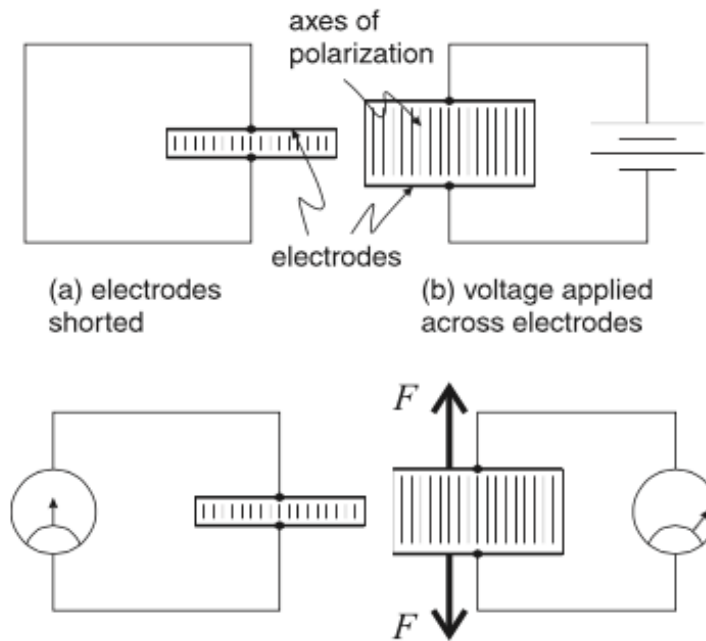 axes of
polarization
electrodes
(a) electrodes
shorted
(b) voltage applied
across electrodes
F
F